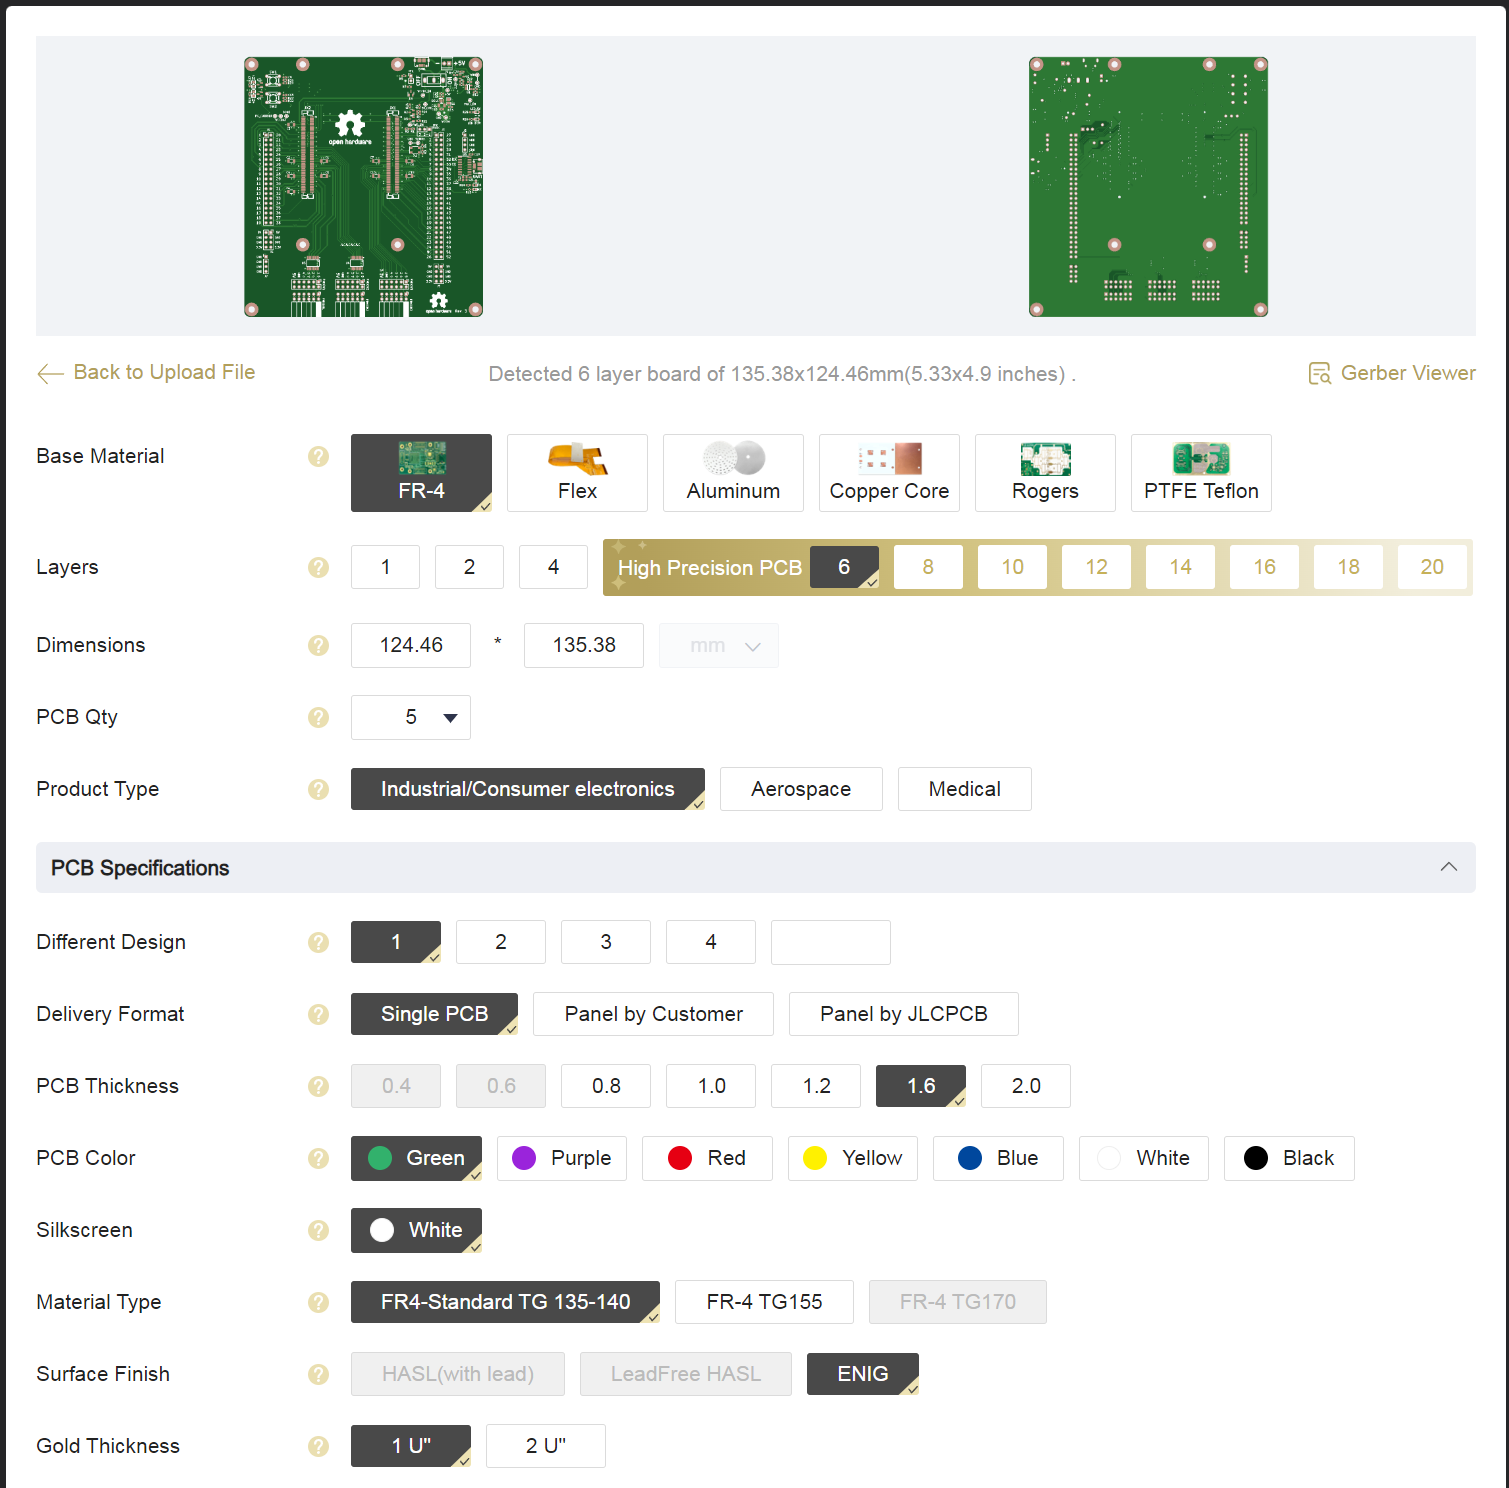 +5V
open hardware
open hardware Rev
Back to Upload File
Detected 6 layer board of 135.38x124.46mm(5.33x4.9 inches) .
Gerber Viewer
Base Material ? FR-4 Flex Aluminum Copper Core Rogers PTFE Teflon
Layers ? 1 2 4 High Precision PCB 6 8 10 12 14 16 18 20
Dimensions ? 124.46 * 135.38 mm
PCB Qty ? 5
Product Type ? Industrial/Consumer electronics Aerospace Medical
PCB Specifications
Different Design ? 1 2 3 4
Delivery Format ? Single PCB Panel by Customer Panel by JLCPCB
PCB Thickness ? 0.4 0.6 0.8 1.0 1.2 1.6 2.0
PCB Color ? Green Purple Red Yellow Blue White Black
Silkscreen ? White
Material Type ? FR4-Standard TG 135-140 FR-4 TG155 FR-4 TG170
Surface Finish ? HASL(with lead) LeadFree HASL ENIG
Gold Thickness ? 1 U" 2 U"